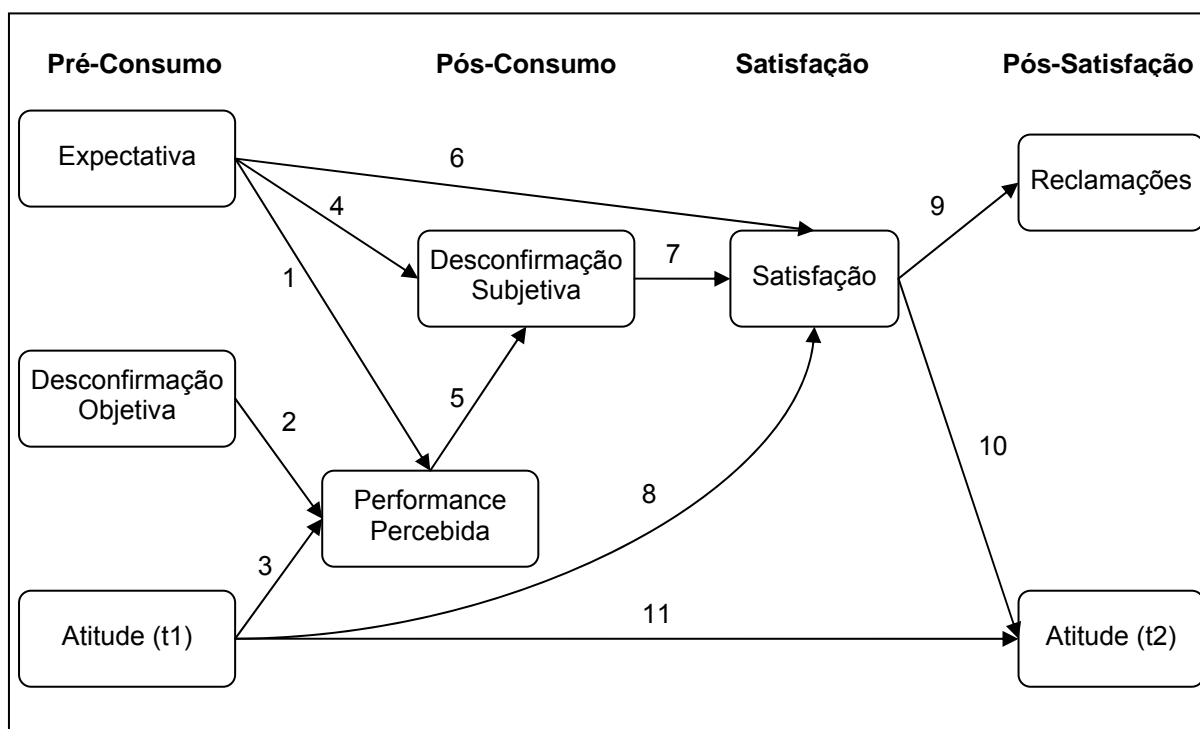 Pré-Consumo
Pós-Consumo
Satisfação
Pós-Satisfação
Expectativa
6
Reclamações
4
9
Desconfirmação
Subjetiva
7
Satisfação
1
Desconfirmação
Objetiva
2
5
10
Performance
Percebida
8
3
Atitude (t1)
11
Atitude (t2)